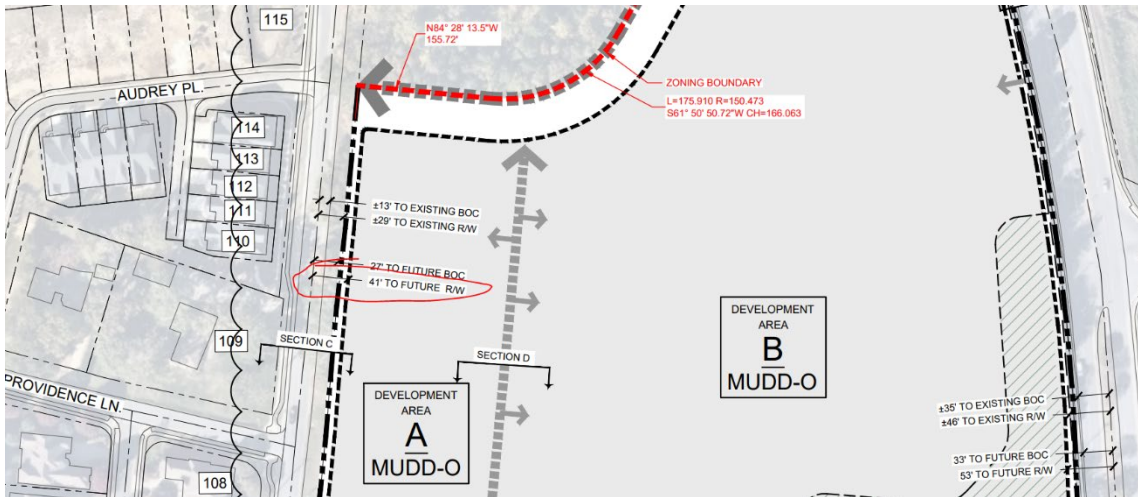 115
N84° 28' 13.5"W
155.72'
ZONING BOUNDARY
L=175.910 R=150.473
S61° 50' 50.72"W CH=166.063
AUDREY PL.
114
113
112
111
110
±13' TO EXISTING BOC
±29' TO EXISTING R/W
27' TO FUTURE BOC
41' TO FUTURE R/W
109
SECTION C
SECTION D
DEVELOPMENT
AREA
A
MUDD-O
DEVELOPMENT
AREA
B
MUDD-O
PROVIDENCE LN.
108
±35' TO EXISTING BOC
±46' TO EXISTING R/W
33' TO FUTURE BOC
53' TO FUTURE R/W